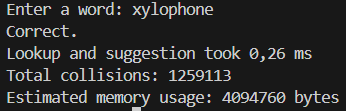 Enter a word: xylophone
Correct.
Lookup and suggestion took 0,26 ms
Total collisions: 1259113
Estimated memory usage: 4094760 bytes